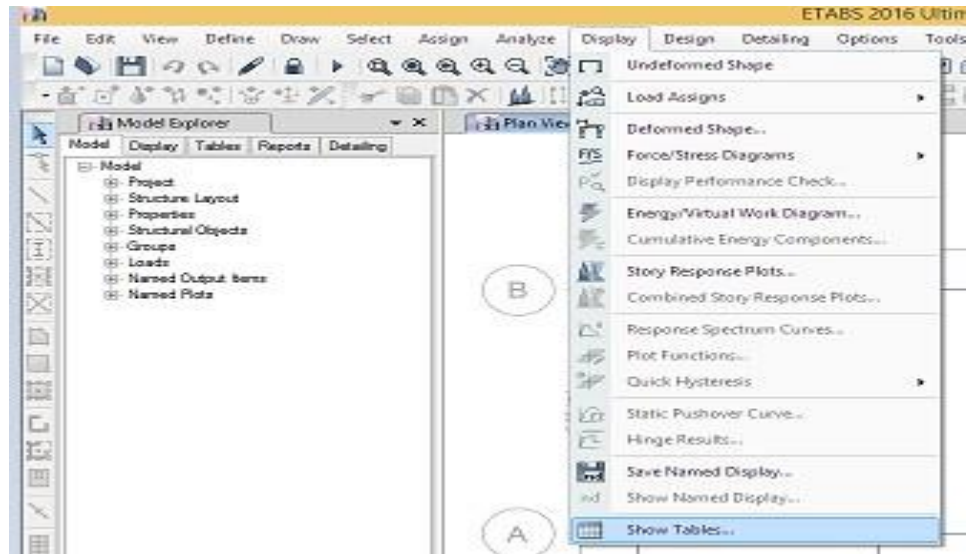 ETABS 2016 Ultim
File Edit View Define Draw Select Assign Analyze Display Design Detailing Options Tools
Model Explorer
Plan View
Model Display Tables Reports Detailing
Model
Project
Structure Layout
Properties
Structural Objects
Groups
Loads
Named Output Items
Named Plots
B
A
Undeformed Shape
Load Assigns
Deformed Shape...
F/S Force/Stress Diagrams
Display Performance Check...
Energy/Virtual Work Diagram...
Cumulative Energy Components...
Story Response Plots...
Combined Story Response Plots...
Response Spectrum Curves...
Plot Functions...
Quick Hysteresis
Static Pushover Curve...
Hinge Results...
Save Named Display...
nd Show Named Display...
Show Tables...